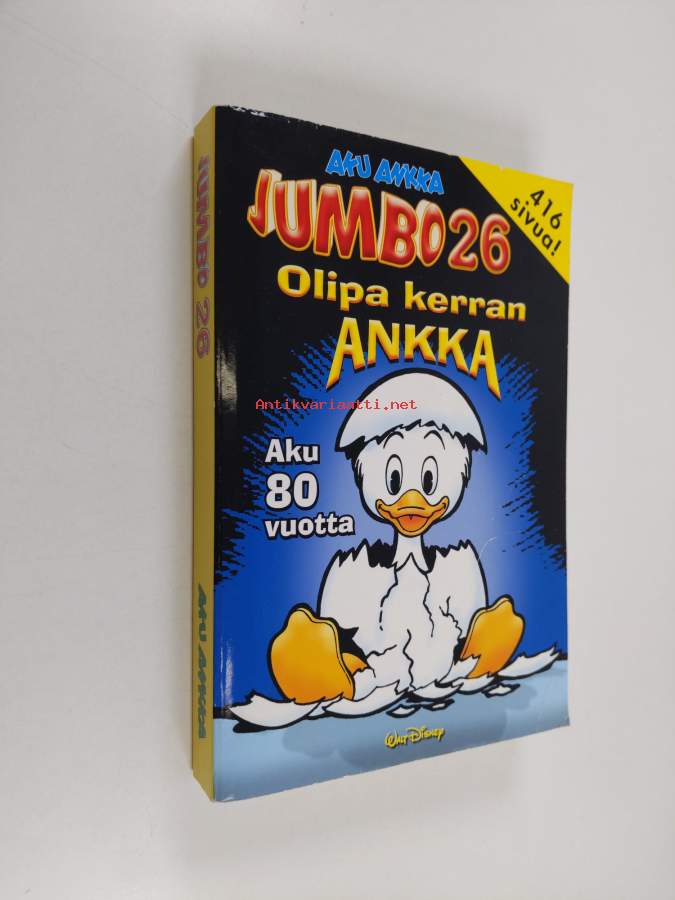 AKU ANKKA
JUMBO 26
416
sivua!
Olipa kerran
ANKKA
Antikvariaatti.net
Aku
80
vuotta
WALT DISNEY
JUMBO 26
AKU ANKKA